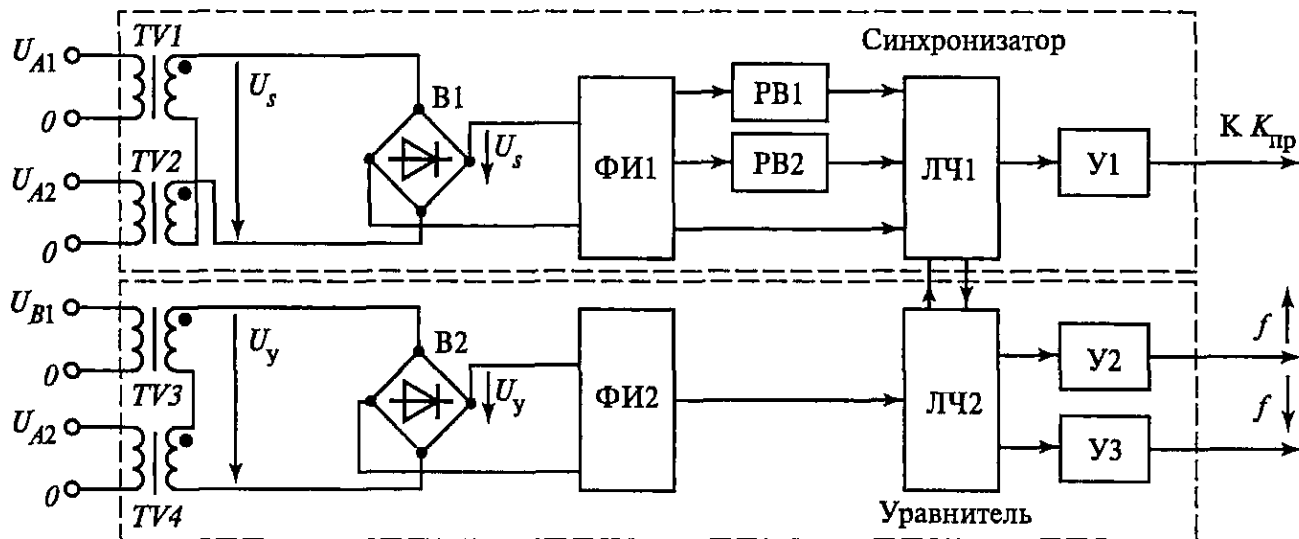 TV1
U_A1
0
TV2
U_A2
0
U_s
B1
U_s
ФИ1
РВ1
РВ2
Синхронизатор
ЛЧ1
У1
К K_пр
U_B1
0
TV3
U_A2
0
TV4
U_y
B2
U_y
ФИ2
ЛЧ2
У2
У3
f
f
Уравнитель